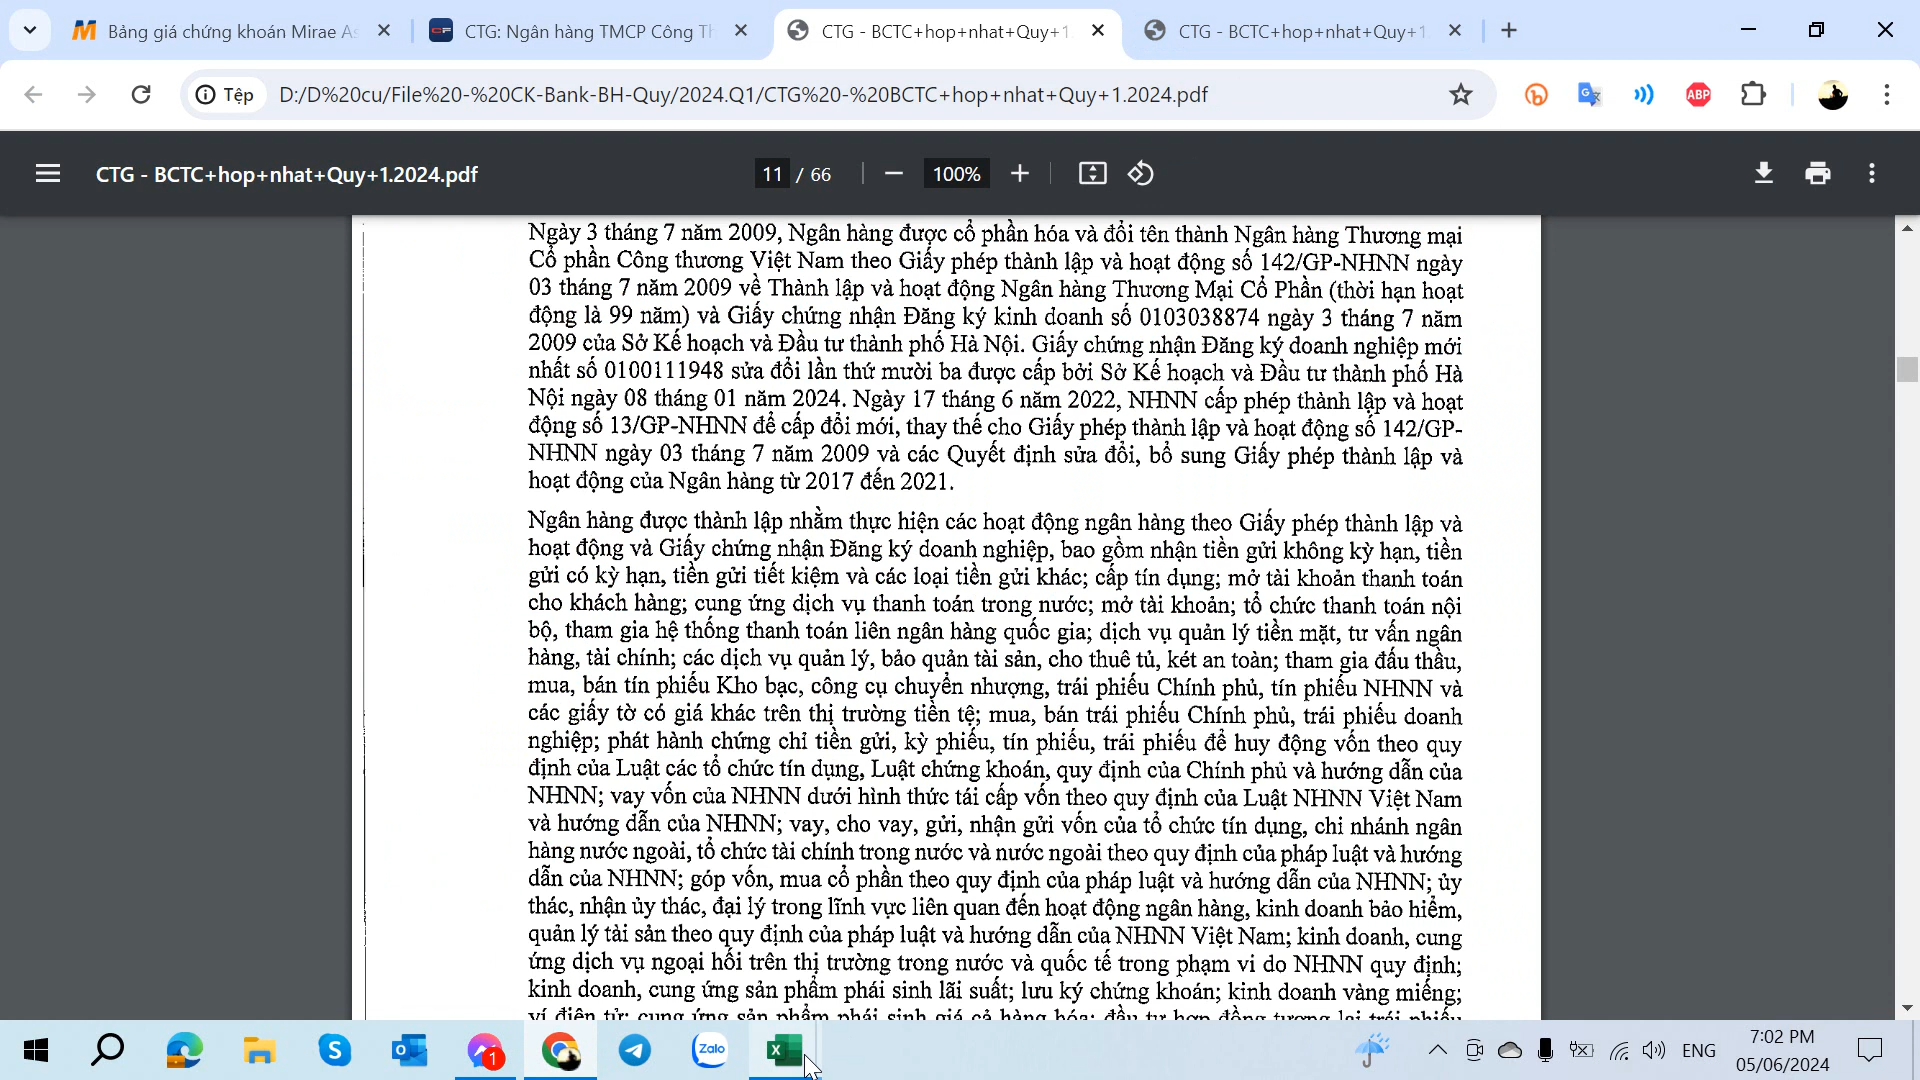 Bảng giá chứng khoán Mirae As
CTG: Ngân hàng TMCP Công Th
CTG - BCTC+hop+nhat+Quy+1.
CTG - BCTC+hop+nhat+Quy+1
Tệp
D:/D%20cu/File%20-%20CK-Bank-BH-Quy/2024.Q1/CTG%20-%20BCTC+hop+nhat+Quy+1.2024.pdf
ABP
CTG - BCTC+hop+nhat+Quy+1.2024.pdf
11 / 66
100%
Ngày 3 tháng 7 năm 2009, Ngân hàng được cổ phần hóa và đổi tên thành Ngân hàng Thương mại
Cổ phần Công thương Việt Nam theo Giấy phép thành lập và hoạt động số 142/GP-NHNN ngày
03 tháng 7 năm 2009 về Thành lập và hoạt động Ngân hàng Thương Mại Cổ Phần (thời hạn hoạt
động là 99 năm) và Giấy chứng nhận Đăng ký kinh doanh số 0103038874 ngày 3 tháng 7 năm
2009 của Sở Kế hoạch và Đầu tư thành phố Hà Nội. Giấy chứng nhận Đăng ký doanh nghiệp mới
nhất số 0100111948 sửa đổi lần thứ mười ba được cấp bởi Sở Kế hoạch và Đầu tư thành phố Hà
Nội ngày 08 tháng 01 năm 2024. Ngày 17 tháng 6 năm 2022, NHNN cấp phép thành lập và hoạt
động số 13/GP-NHNN để cấp đổi mới, thay thế cho Giấy phép thành lập và hoạt động số 142/GP-
NHNN ngày 03 tháng 7 năm 2009 và các Quyết định sửa đổi, bổ sung Giấy phép thành lập và
hoạt động của Ngân hàng từ 2017 đến 2021.
Ngân hàng được thành lập nhằm thực hiện các hoạt động ngân hàng theo Giấy phép thành lập và
hoạt động và Giấy chứng nhận Đăng ký doanh nghiệp, bao gồm nhận tiền gửi không kỳ hạn, tiền
gửi có kỳ hạn, tiền gửi tiết kiệm và các loại tiền gửi khác; cấp tín dụng; mở tài khoản thanh toán
cho khách hàng; cung ứng dịch vụ thanh toán trong nước; mở tài khoản; tổ chức thanh toán nội
bộ, tham gia hệ thống thanh toán liên ngân hàng quốc gia; dịch vụ quản lý tiền mặt, tư vấn ngân
hàng, tài chính; các dịch vụ quản lý, bảo quản tài sản, cho thuê tủ, két an toàn; tham gia đấu thầu,
mua, bán tín phiếu Kho bạc, công cụ chuyển nhượng, trái phiếu Chính phủ, tín phiếu NHNN và
các giấy tờ có giá khác trên thị trường tiền tệ; mua, bán trái phiếu Chính phủ, trái phiếu doanh
nghiệp; phát hành chứng chỉ tiền gửi, kỳ phiếu, tín phiếu, trái phiếu để huy động vốn theo quy
định của Luật các tổ chức tín dụng, Luật chứng khoán, quy định của Chính phủ và hướng dẫn của
NHNN; vay vốn của NHNN dưới hình thức tái cấp vốn theo quy định của Luật NHNN Việt Nam
và hướng dẫn của NHNN; vay, cho vay, gửi, nhận gửi vốn của tổ chức tín dụng, chi nhánh ngân
hàng nước ngoài, tổ chức tài chính trong nước và nước ngoài theo quy định của pháp luật và hướng
dẫn của NHNN; góp vốn, mua cổ phần theo quy định của pháp luật và hướng dẫn của NHNN; ủy
thác, nhận ủy thác, đại lý trong lĩnh vực liên quan đến hoạt động ngân hàng, kinh doanh bảo hiểm,
quản lý tài sản theo quy định của pháp luật và hướng dẫn của NHNN Việt Nam; kinh doanh, cung
ứng dịch vụ ngoại hối trên thị trường trong nước và quốc tế trong phạm vi do NHNN quy định;
kinh doanh, cung ứng sản phẩm phái sinh lãi suất; lưu ký chứng khoán; kinh doanh vàng miếng;
ví điện tử; cung ứng sản phẩm phái sinh giá cả hàng hóa; đầu tư hợp đồng tương lai trái phiếu
1
Zalo
ENG
7:02 PM
05/06/2024